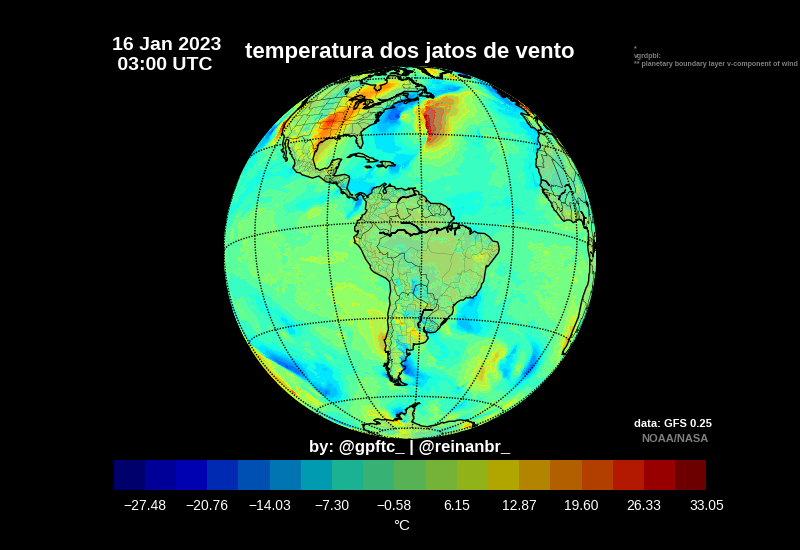 16 Jan 2023
03:00 UTC
temperatura dos jatos de vento
*
vgrdpbl:
** planetary boundary layer v-component of wind
data: GFS 0.25
NOAA/NASA
by: @gpftc_ | @reinanbr_
−27.48 −20.76 −14.03 −7.30 −0.58 6.15 12.87 19.60 26.33 33.05
°C